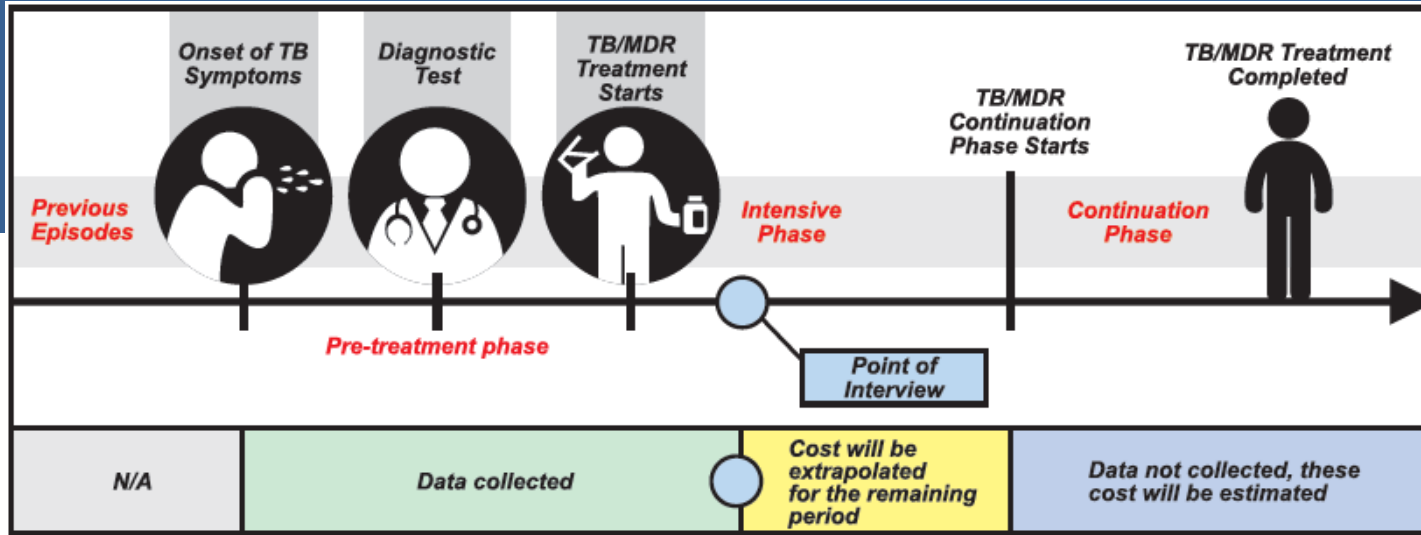 Onset of TB
Symptoms
Diagnostic
Test
TB/MDR
Treatment
Starts
TB/MDR
Continuation
Phase Starts
TB/MDR Treatment
Completed
Previous
Episodes
Intensive
Phase
Continuation
Phase
Pre-treatment phase
Point of
Interview
N/A
Data collected
Cost will be
extrapolated
for the remaining
period
Data not collected, these
cost will be estimated